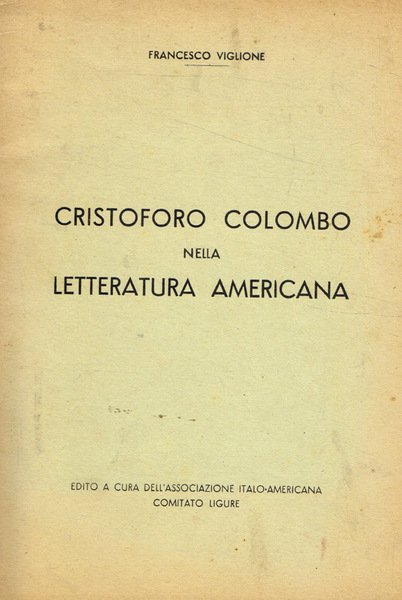 FRANCESCO VIGLIONE
CRISTOFORO COLOMBO
NELLA
LETTERATURA AMERICANA
EDITO A CURA DELL'ASSOCIAZIONE ITALO-AMERICANA
COMITATO LIGURE